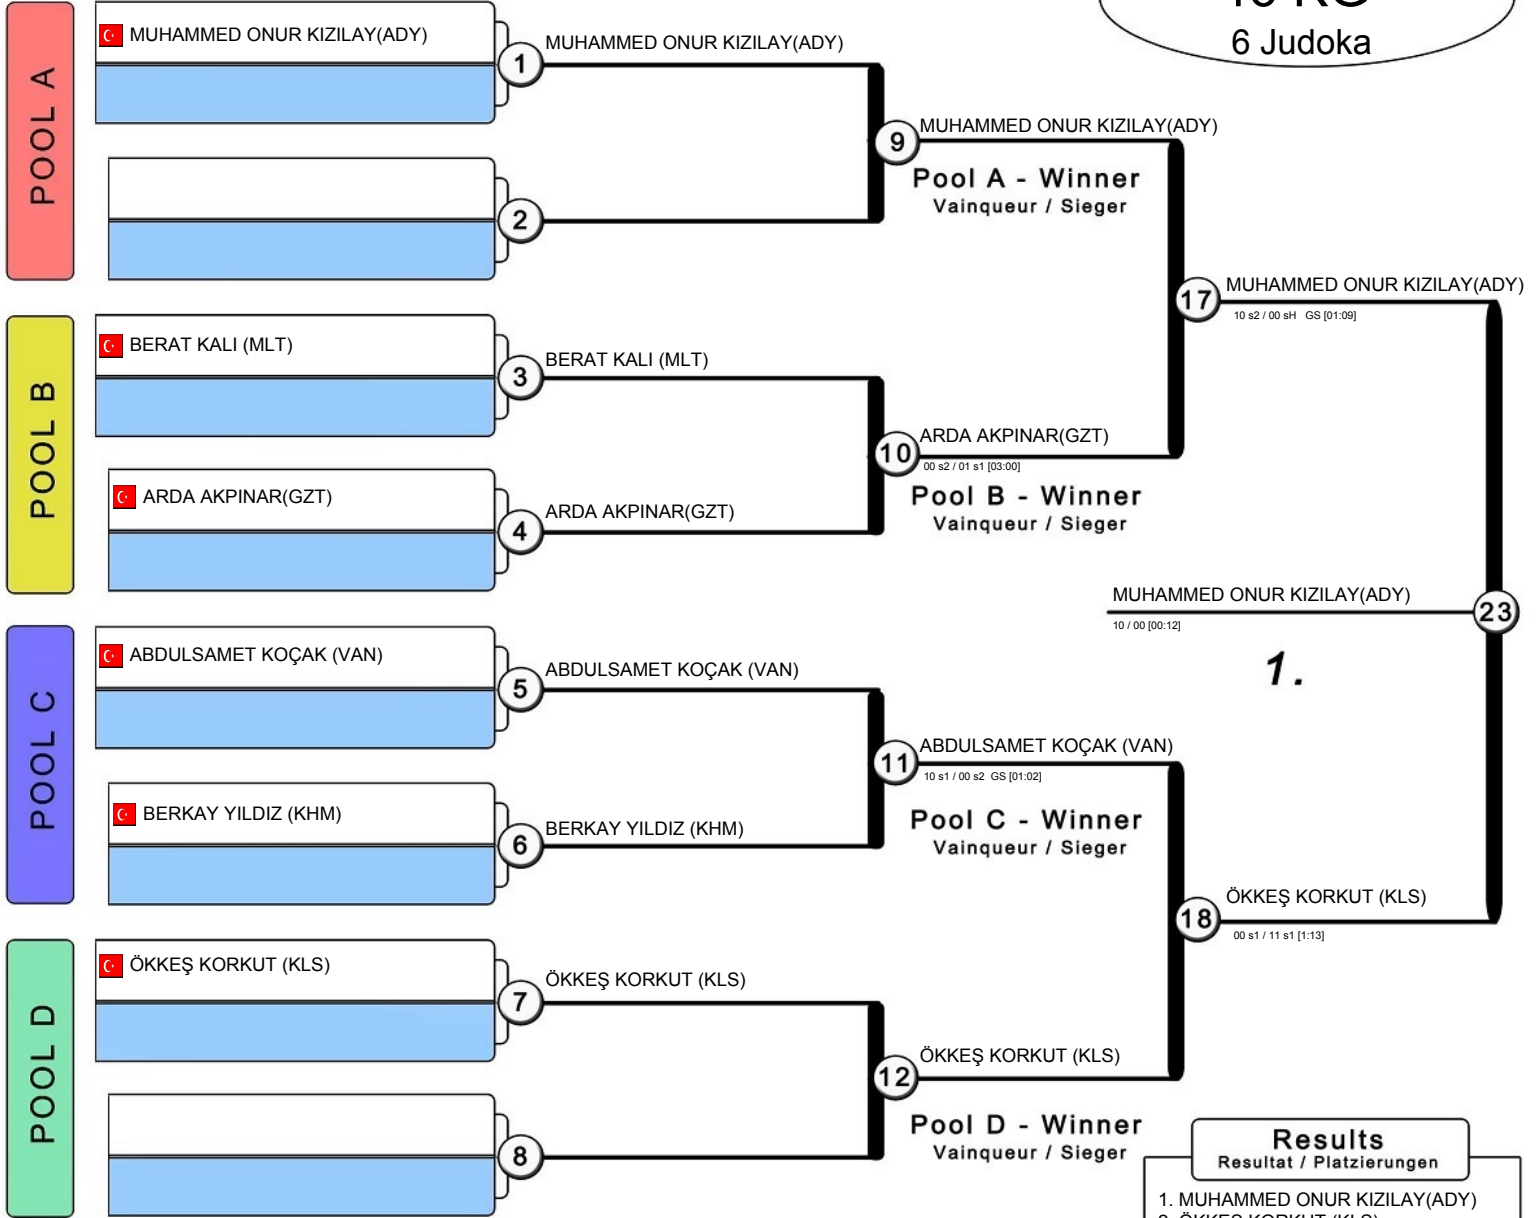 KG
6 Judoka
POOL A
MUHAMMED ONUR KIZILAY(ADY)
1
MUHAMMED ONUR KIZILAY(ADY)
2
9
MUHAMMED ONUR KIZILAY(ADY)
Pool A - Winner
Vainqueur / Sieger
17
MUHAMMED ONUR KIZILAY(ADY)
10 s2 / 00 sH GS [01:09]
POOL B
BERAT KALI (MLT)
3
BERAT KALI (MLT)
ARDA AKPINAR(GZT)
4
ARDA AKPINAR(GZT)
10
ARDA AKPINAR(GZT)
00 s2 / 01 s1 [03:00]
Pool B - Winner
Vainqueur / Sieger
MUHAMMED ONUR KIZILAY(ADY)
10 / 00 [00:12]
23
1.
POOL C
ABDULSAMET KOÇAK (VAN)
5
ABDULSAMET KOÇAK (VAN)
BERKAY YILDIZ (KHM)
6
BERKAY YILDIZ (KHM)
11
ABDULSAMET KOÇAK (VAN)
10 s1 / 00 s2 GS [01:02]
Pool C - Winner
Vainqueur / Sieger
18
ÖKKEŞ KORKUT (KLS)
00 s1 / 11 s1 [1:13]
POOL D
ÖKKEŞ KORKUT (KLS)
7
ÖKKEŞ KORKUT (KLS)
8
12
ÖKKEŞ KORKUT (KLS)
Pool D - Winner
Vainqueur / Sieger
Results
Resultat / Platzierungen
1. MUHAMMED ONUR KIZILAY(ADY)
2. ÖKKEŞ KORKUT (KLS)